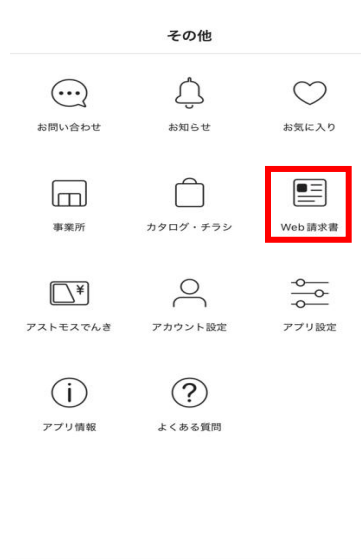 その他
お問い合わせ
お知らせ
お気に入り
事業所
カタログ・チラシ
Web請求書
¥
アストモスでんき
アカウント設定
アプリ設定
i
?
アプリ情報
よくある質問